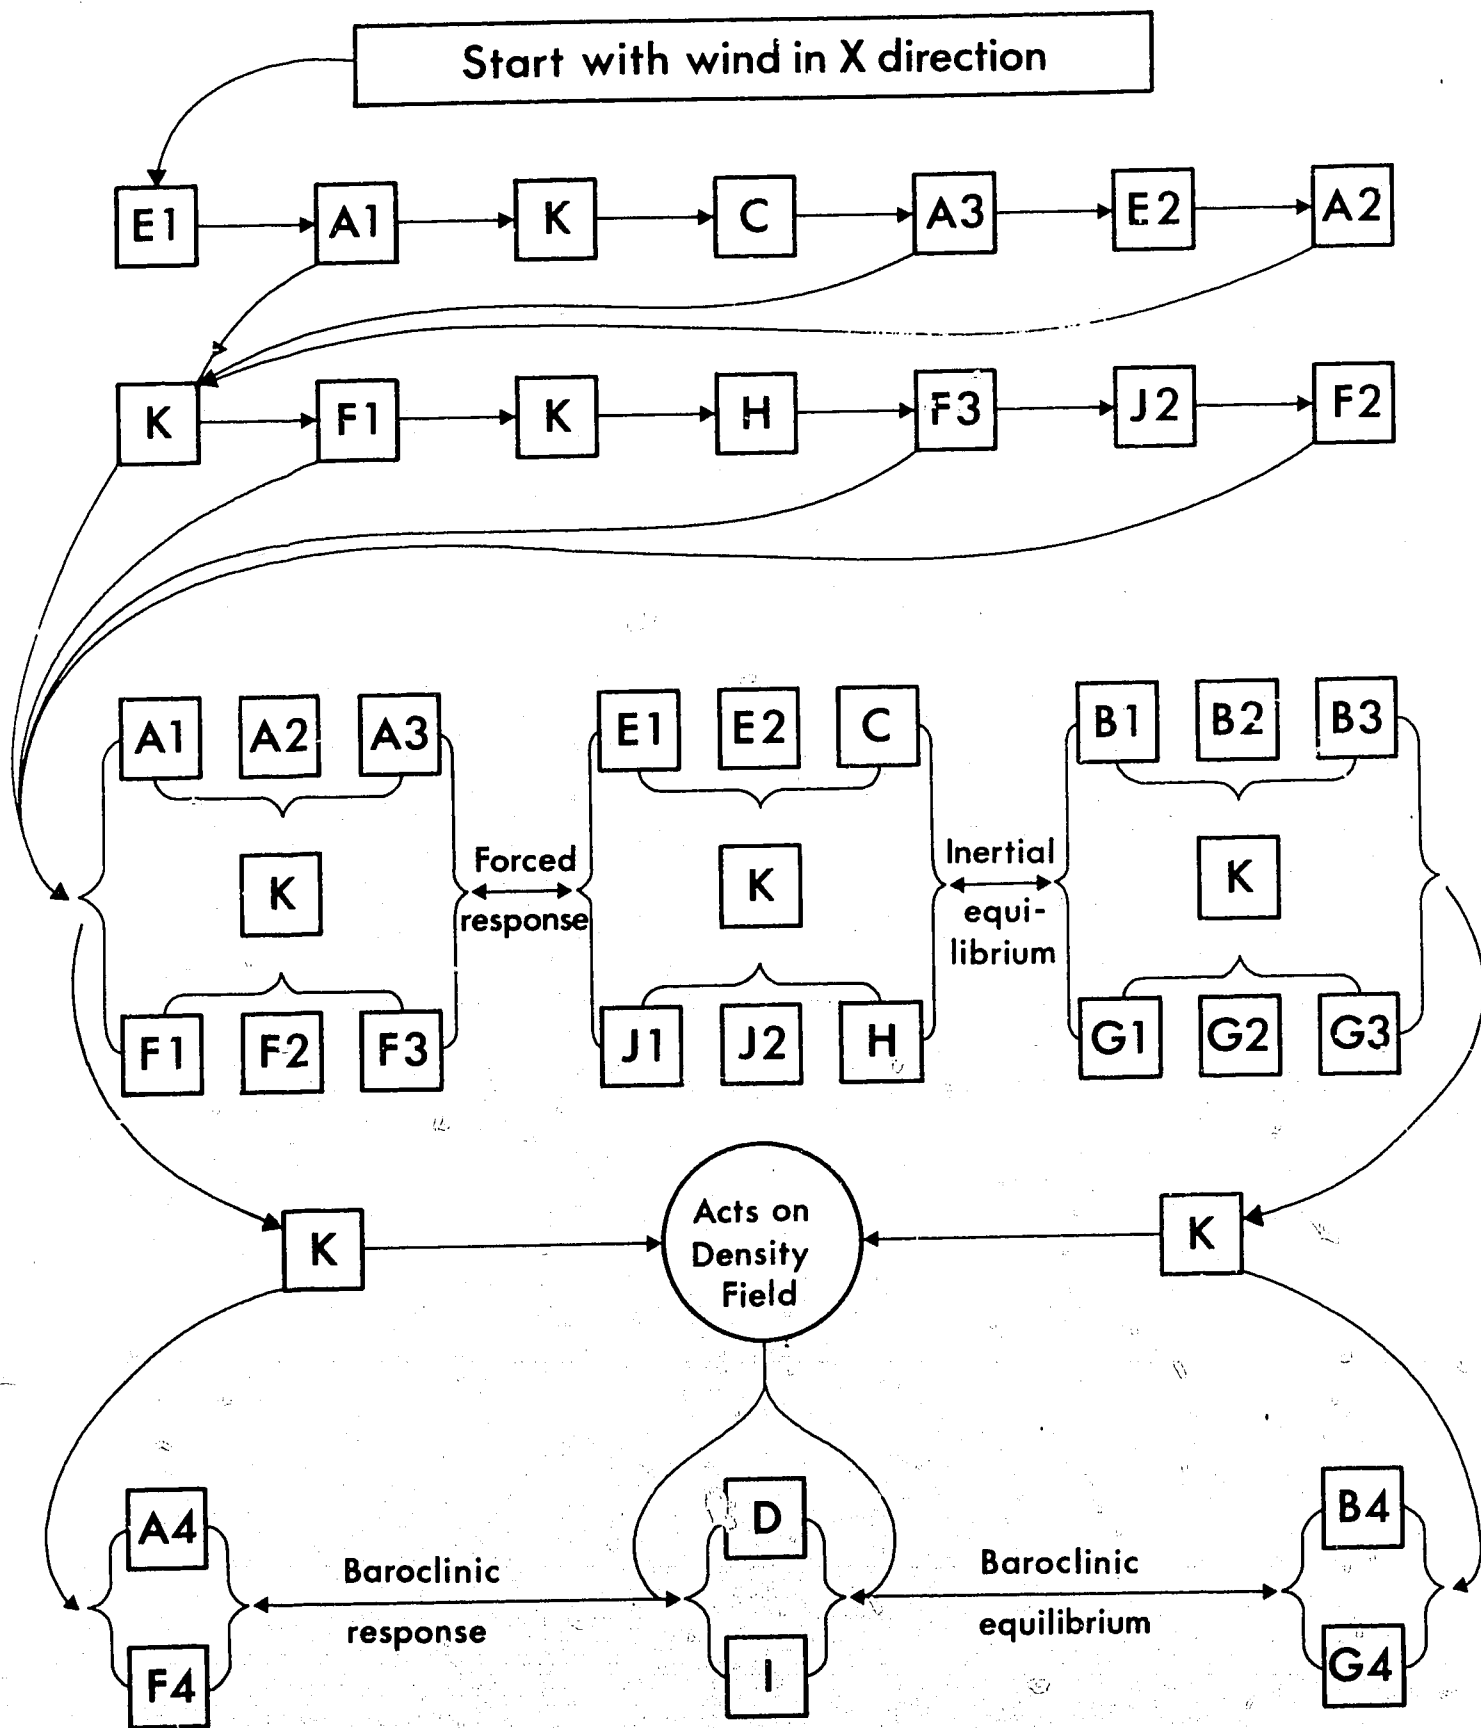 Start with wind in X direction
E1 A1 K C A3 E2 A2
K F1 K H F3 J2 F2
A1 A2 A3 E1 E2 C B1 B2 B3
K K K
Forced
response
Inertial
equi-
librium
F1 F2 F3 J1 J2 H G1 G2 G3
K K
Acts on
Density
Field
A4 D B4
Baroclinic
response
Baroclinic
equilibrium
F4 I G4